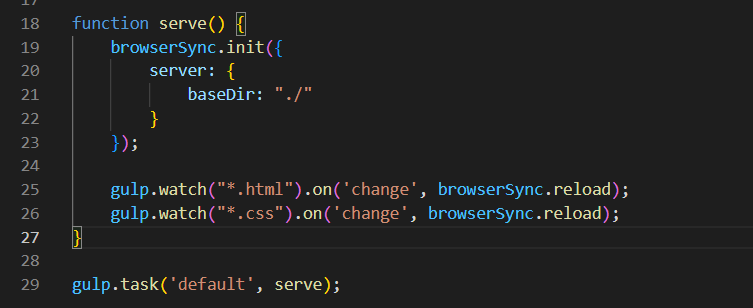 18 function serve() {
19     browserSync.init({
20         server: {
21             baseDir: "./"
22         }
23     });
24
25     gulp.watch("*.html").on('change', browserSync.reload);
26     gulp.watch("*.css").on('change', browserSync.reload);
27 }
28
29 gulp.task('default', serve);